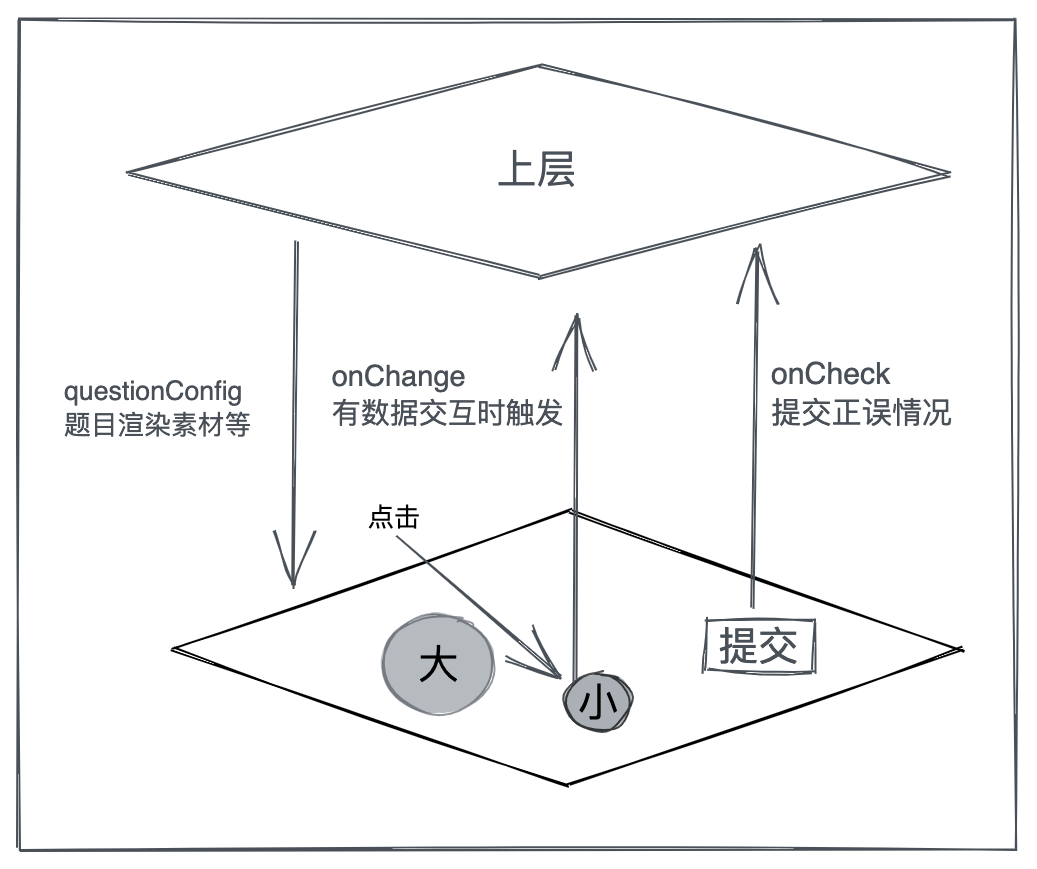 上层
questionConfig
题目渲染素材等
onChange
有数据交互时触发
onCheck
提交正误情况
点击
大
小
提交